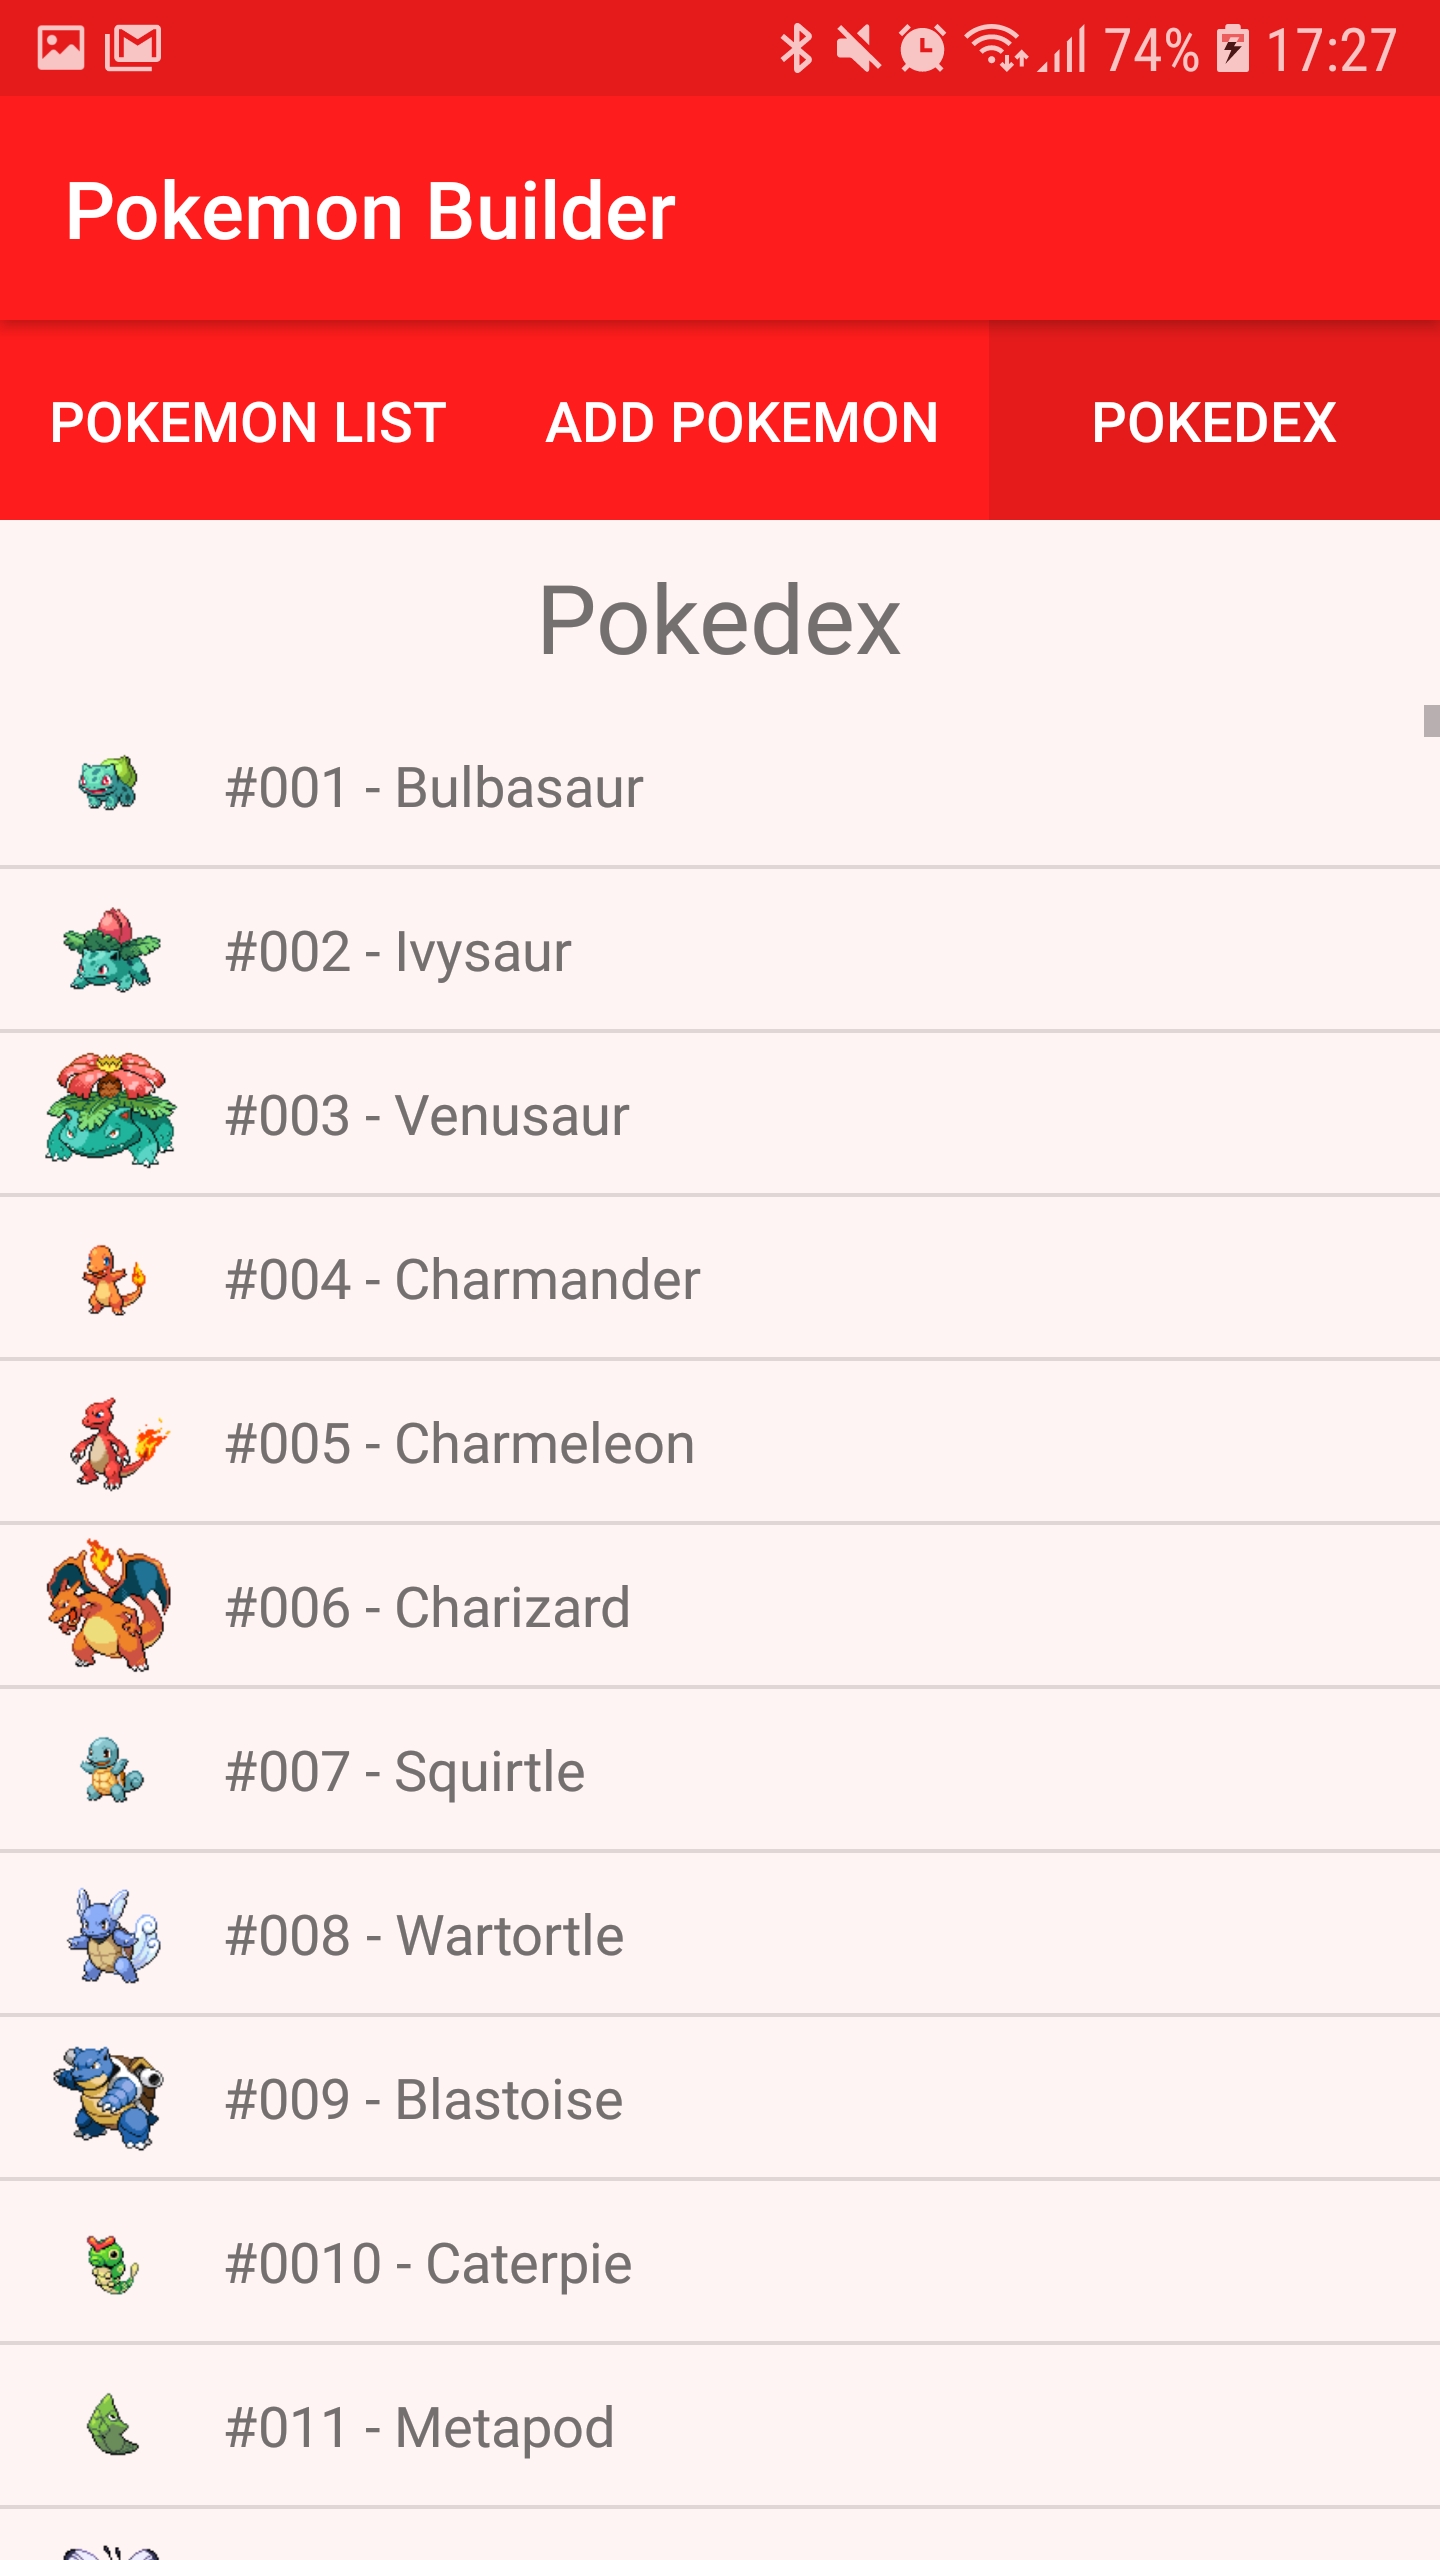 74% 17:27
Pokemon Builder
POKEMON LIST ADD POKEMON POKEDEX
Pokedex
#001 - Bulbasaur
#002 - Ivysaur
#003 - Venusaur
#004 - Charmander
#005 - Charmeleon
#006 - Charizard
#007 - Squirtle
#008 - Wartortle
#009 - Blastoise
#0010 - Caterpie
#011 - Metapod